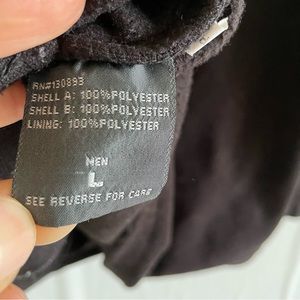 RN#130893
SHELL A: 100%POLYESTER
SHELL B: 100%POLYESTER
LINING: 100%POLYESTER
MEN
L
SEE REVERSE FOR CARE